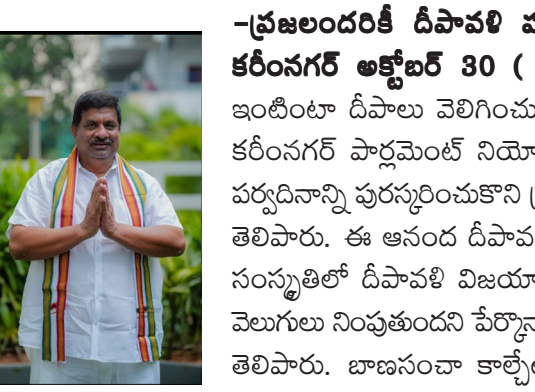 -ప్రజలందరికీ దీపావళి
కరీంనగర్ అక్టోబర్ 30 (
ఇంటింటా దీపాలు వెలిగించు
కరీంనగర్ పార్లమెంట్ నియో
పర్వదినాన్ని పురస్కరించుకొని
తెలిపారు. ఈ ఆనంద దీపావ
సంస్కృతిలో దీపావళి విజయా
వెలుగులు నింపుతుందని పేర్కొన
తెలిపారు. బాణసంచా కాల్చే